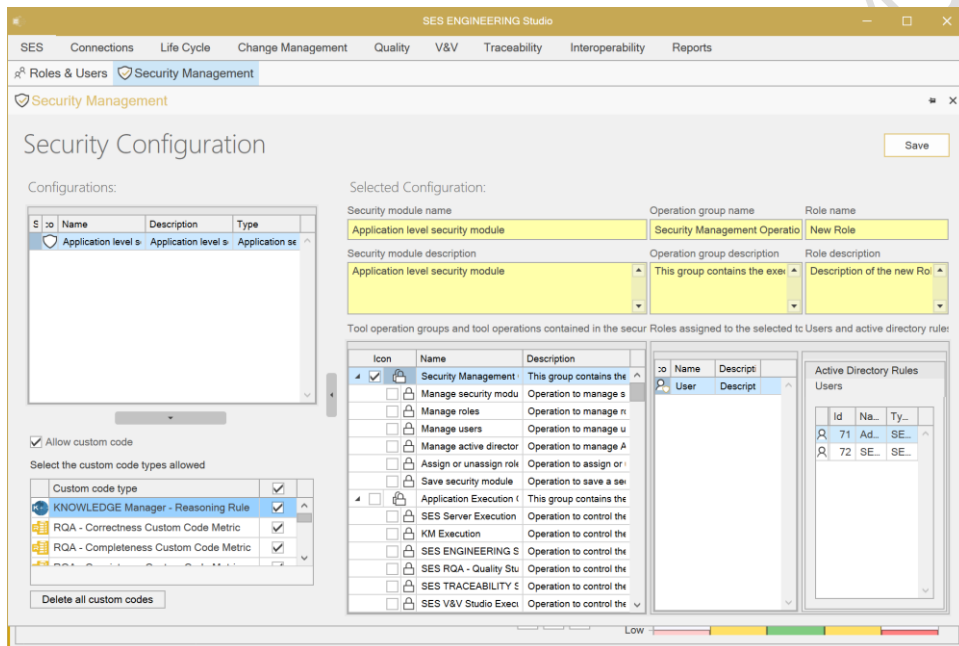 SES ENGINEERING Studio
SES Connections Life Cycle Change Management Quality V&V Traceability Interoperability Reports
Roles & Users Security Management
Security Management
Security Configuration
Save
Configurations:
Selected Configuration:
Security module name Operation group name Role name
S :o Name Description Type
Application level security module Security Management Operatio New Role
Application level s Application level s Application se
Security module description Operation group description Role description
Application level security module This group contains the exe Description of the new Rol
Tool operation groups and tool operations contained in the secur Roles assigned to the selected to Users and active directory rules
Icon Name Description
:o Name Descripti
Active Directory Rules
Security Management This group contains the
User Descript
Users
Manage security modu Operation to manage s
Manage roles Operation to manage ro
Id Na... Ty...
Manage users Operation to manage u
71 Ad... SE...
Allow custom code
Manage active director Operation to manage A
72 SE... SE...
Select the custom code types allowed
Assign or unassign role Operation to assign or
Save security module Operation to save a se
Custom code type
Application Execution This group contains the
KNOWLEDGE Manager - Reasoning Rule
SES Server Execution Operation to control the
RQA - Correctness Custom Code Metric
KM Execution Operation to control the
RQA - Completeness Custom Code Metric
SES ENGINEERING S Operation to control the
SES RQA - Quality Stu Operation to control the
Delete all custom codes
SES TRACEABILITY S Operation to control the
SES V&V Studio Execu Operation to control the
Low